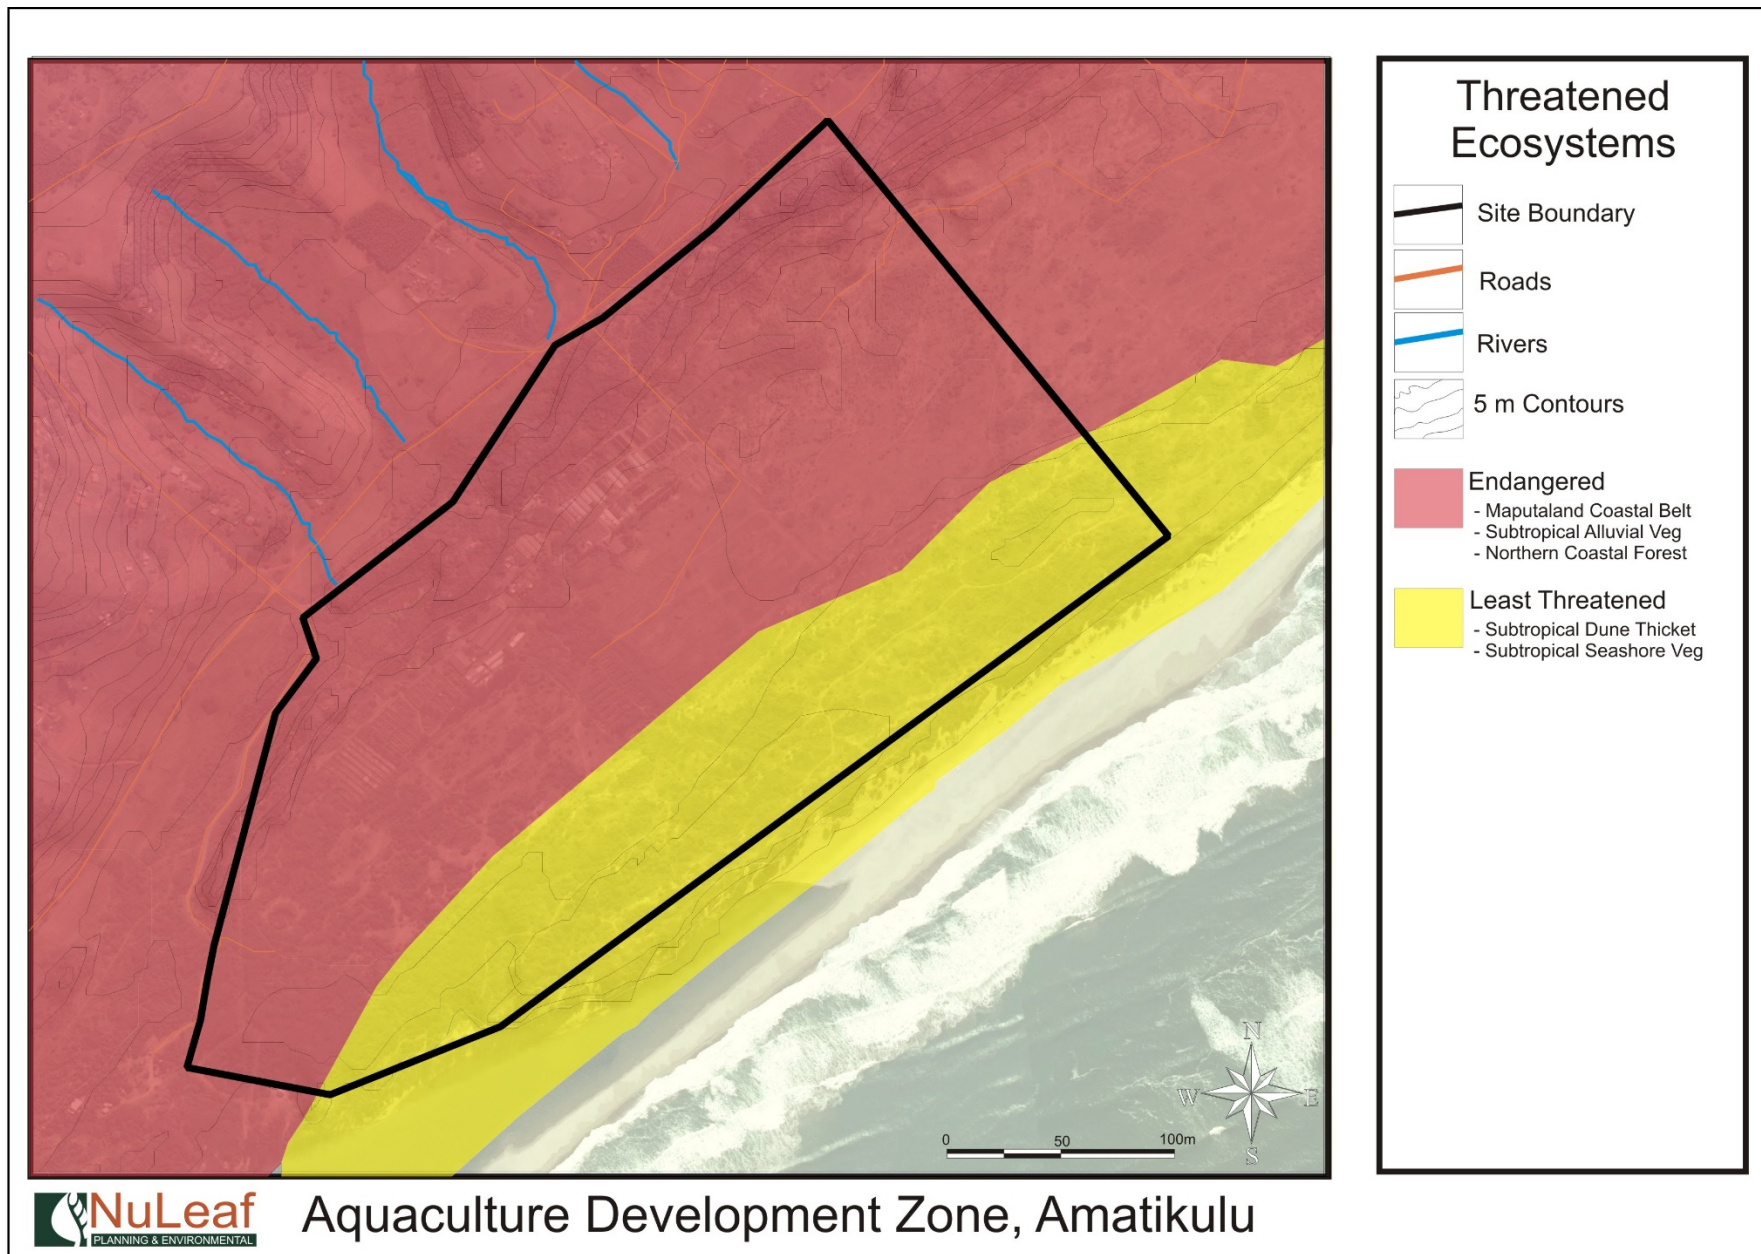 Threatened
Ecosystems
Site Boundary
Roads
Rivers
5 m Contours
Endangered
- Maputaland Coastal Belt
- Subtropical Alluvial Veg
- Northern Coastal Forest
Least Threatened
- Subtropical Dune Thicket
- Subtropical Seashore Veg
N
W E
S
0 50 100m
NuLeaf
PLANNING & ENVIRONMENTAL
Aquaculture Development Zone, Amatikulu